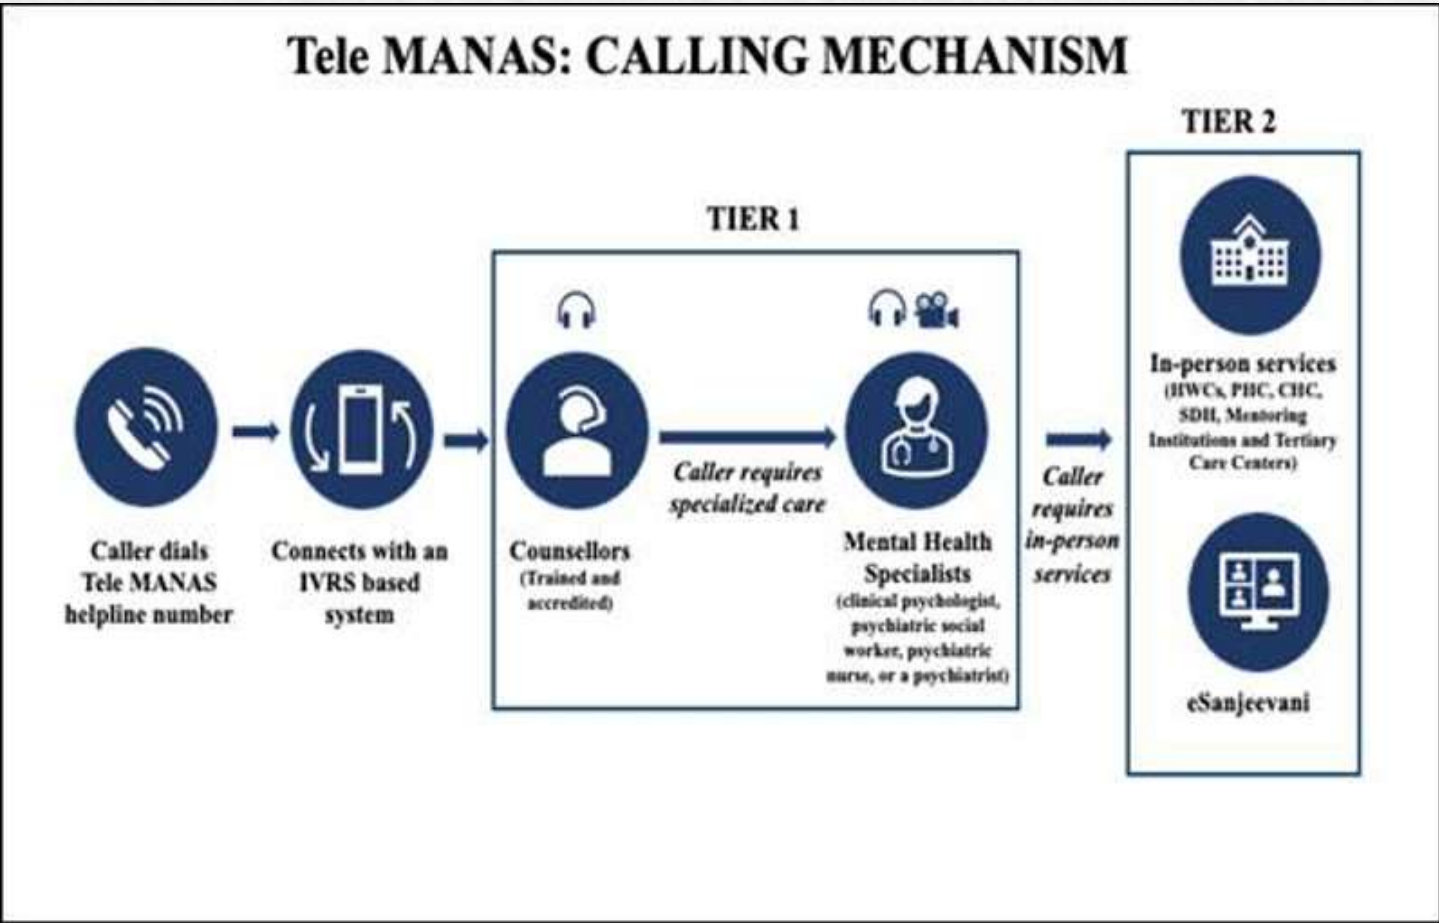 Tele MANAS: CALLING MECHANISM
TIER 2
TIER 1
Caller dials
Tele MANAS
helpline number
Connects with an
IVRS based
system
Counsellors
(Trained and
accredited)
Caller requires
specialized care
Mental Health
Specialists
(clinical psychologist,
psychiatric social
worker, psychiatric
nurse, or a psychiatrist)
Caller
requires
in-person
services
In-person services
(HWCs, PHC, CHC,
SDH, Mentoring
Institutions and Tertiary
Care Centers)
eSanjeevani